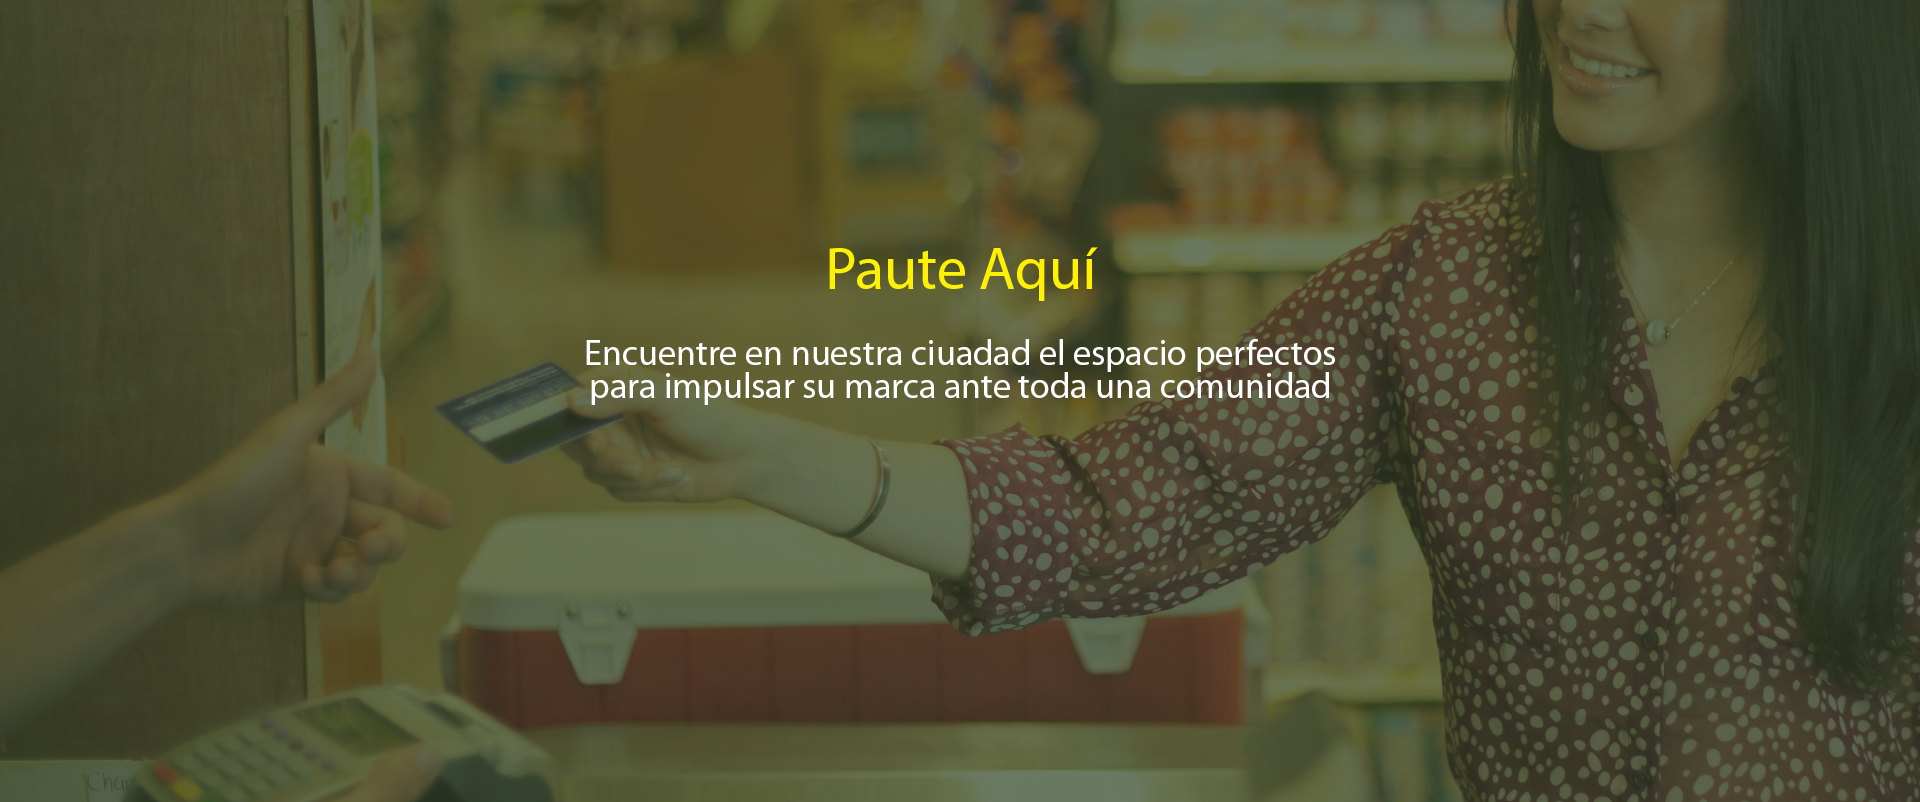 Paute Aquí
Encuentre en nuestra ciuadad el espacio perfectos
para impulsar su marca ante toda una comunidad